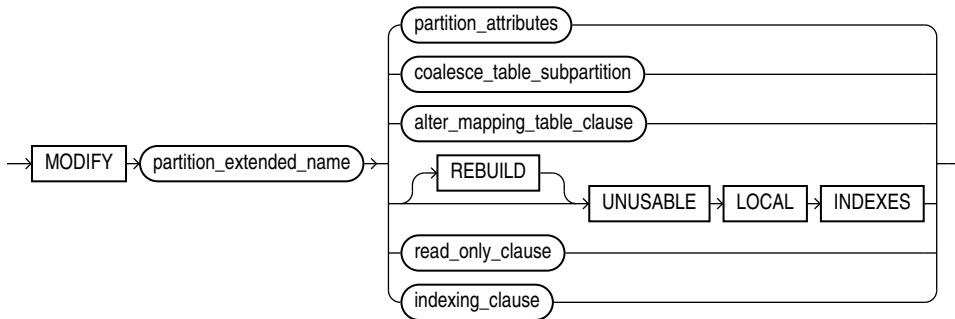 partition_attributes
coalesce_table_subpartition
alter_mapping_table_clause
MODIFY partition_extended_name
REBUILD
UNUSABLE LOCAL INDEXES
read_only_clause
indexing_clause